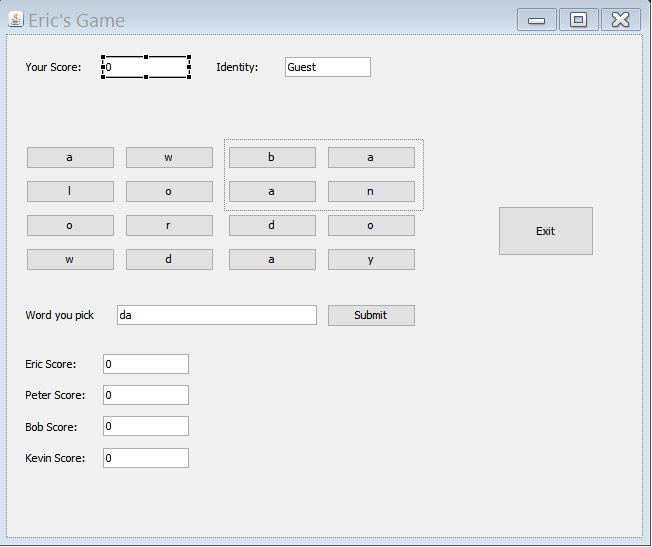 Eric's Game
Your Score: 0 Identity: Guest
a w b a
l o a n
o r d o
w d a y
Exit
Word you pick da Submit
Eric Score: 0
Peter Score: 0
Bob Score: 0
Kevin Score: 0